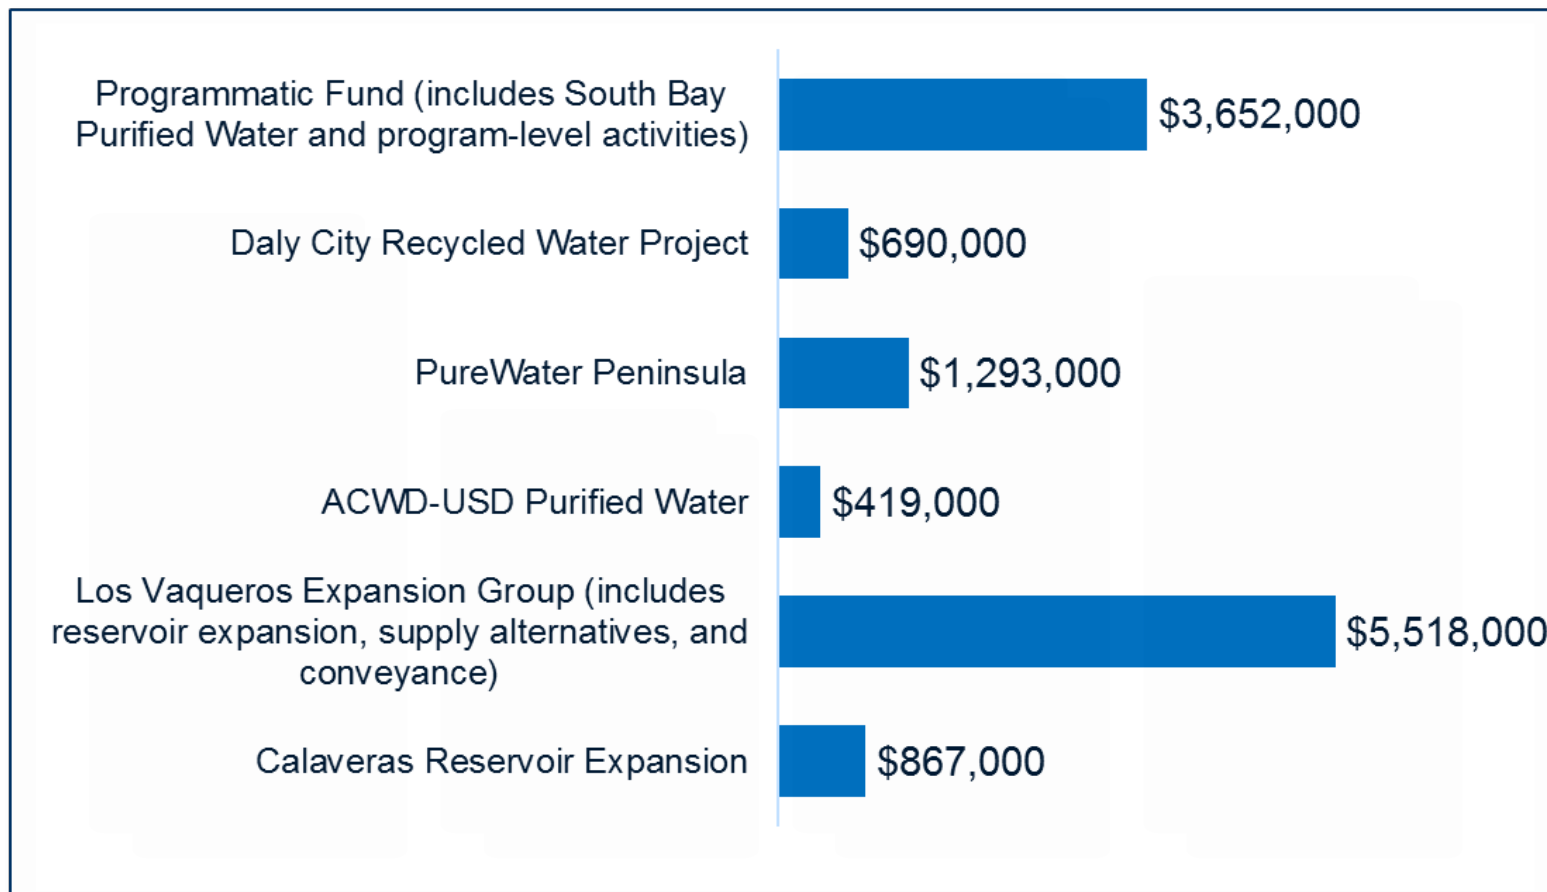 Programmatic Fund (includes South Bay
Purified Water and program-level activities)
$3,652,000
Daly City Recycled Water Project
$690,000
PureWater Peninsula
$1,293,000
ACWD-USD Purified Water
$419,000
Los Vaqueros Expansion Group (includes
reservoir expansion, supply alternatives, and
conveyance)
$5,518,000
Calaveras Reservoir Expansion
$867,000